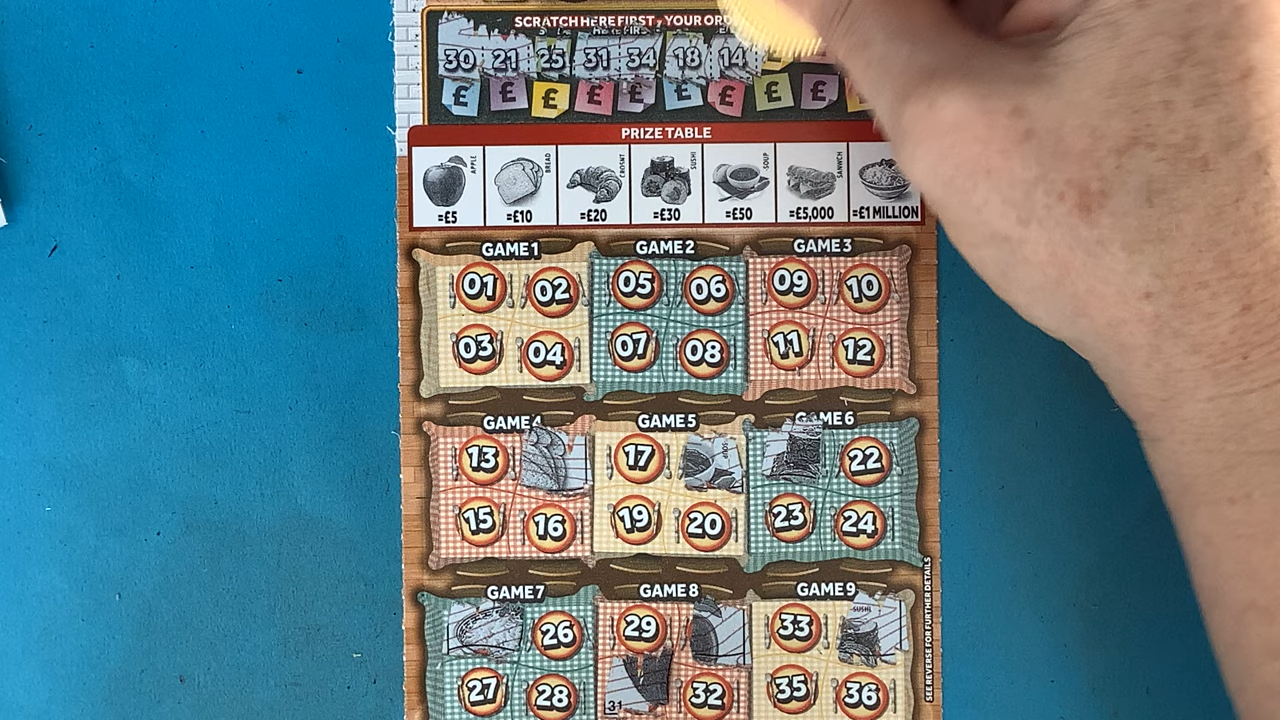 SCRATCH HERE FIRST - YOUR ORD
30 21 25 31 34 18 14
£ £ £ £ £ £ £ £ £
PRIZE TABLE
APPLE BREAD CROSNT SUSHI SOUP SANWCH
=£5 =£10 =£20 =£30 =£50 =£5,000 =£1 MILLION
GAME 1 GAME 2 GAME 3
01 02 05 06 09 10
03 04 07 08 11 12
GAME 4 GAME 5 GAME 6
13 17 SOUP 22
15 16 19 20 23 24
GAME 7 GAME 8 GAME 9
26 29 33 SUSHI
27 28 31 32 35 36
SEE REVERSE FOR FURTHER DETAILS